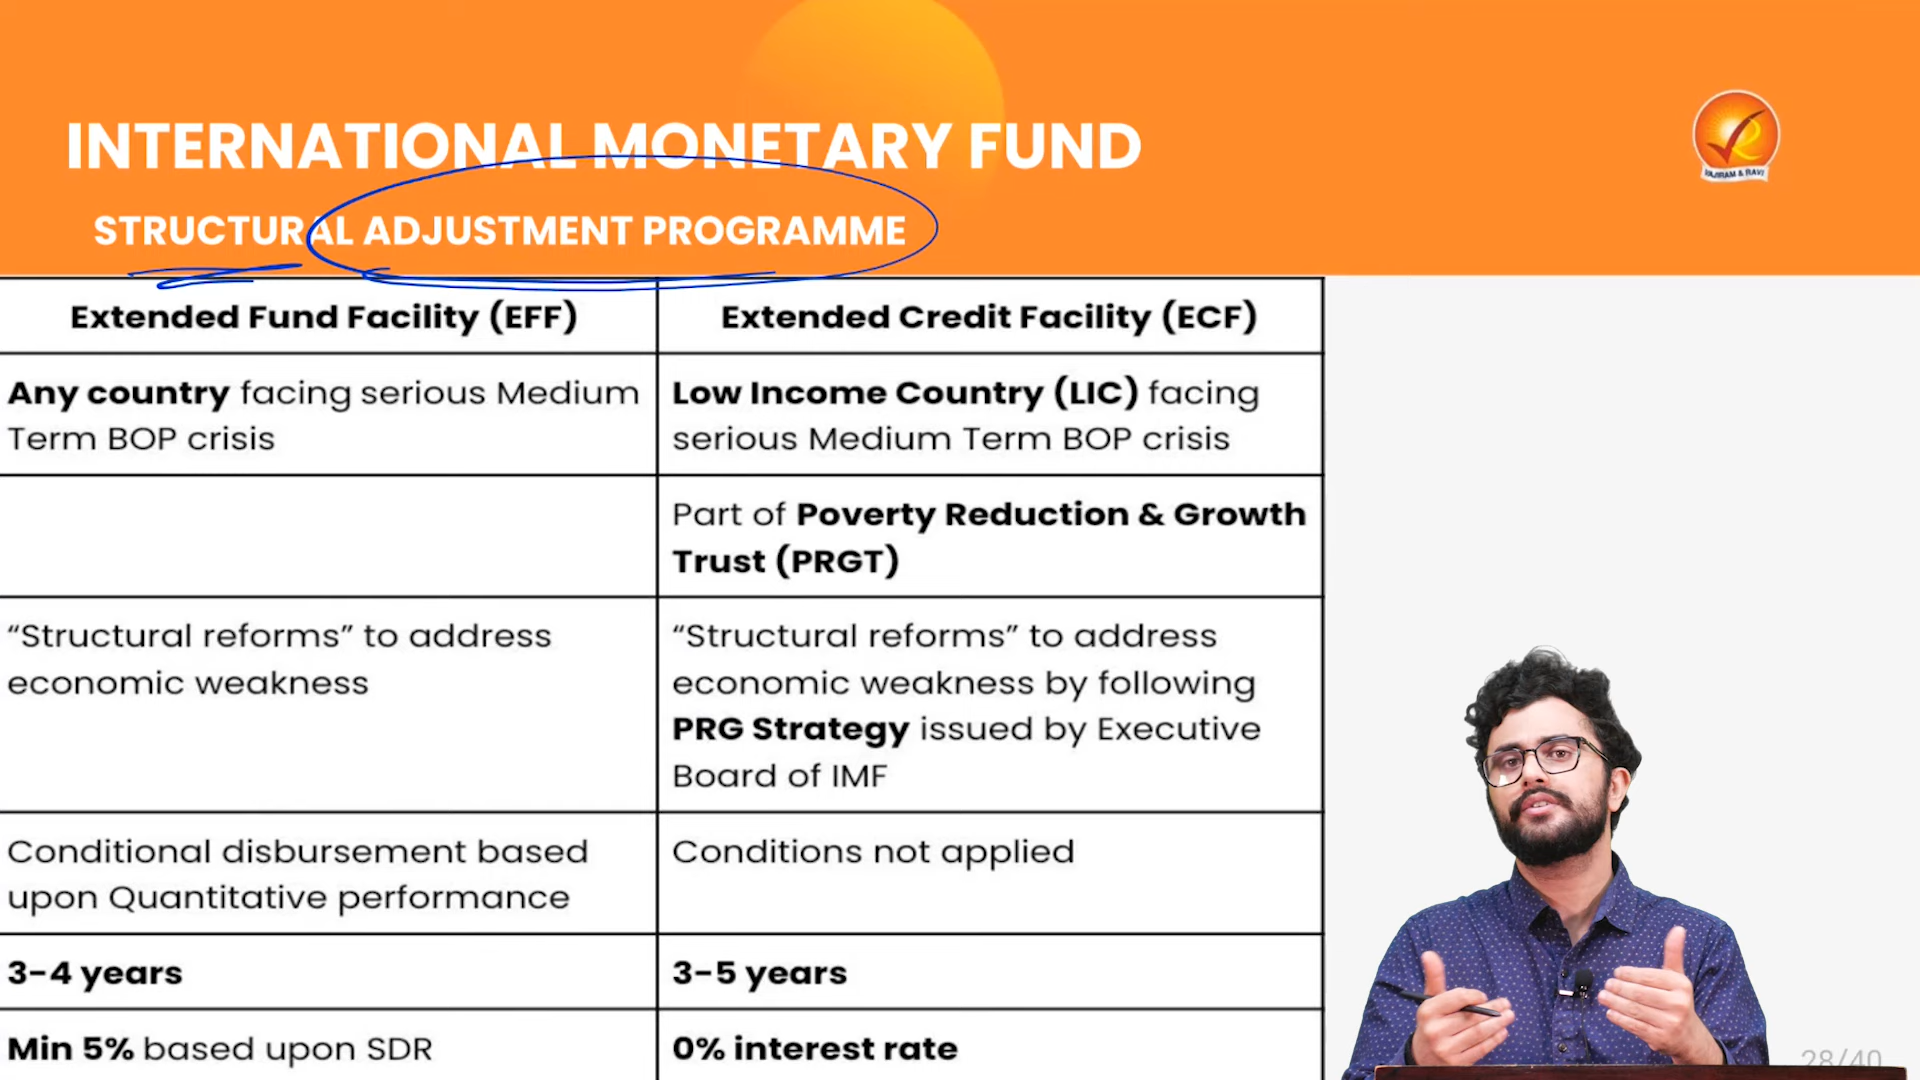 INTERNATIONAL MONETARY FUND
VAJIRAM & RAVI
STRUCTURAL ADJUSTMENT PROGRAMME
Extended Fund Facility (EFF)
Extended Credit Facility (ECF)
Any country facing serious Medium
Term BOP crisis
Low Income Country (LIC) facing
serious Medium Term BOP crisis
Part of Poverty Reduction & Growth
Trust (PRGT)
“Structural reforms” to address
economic weakness
“Structural reforms” to address
economic weakness by following
PRG Strategy issued by Executive
Board of IMF
Conditional disbursement based
upon Quantitative performance
Conditions not applied
3-4 years
3-5 years
Min 5% based upon SDR
0% interest rate
28/40